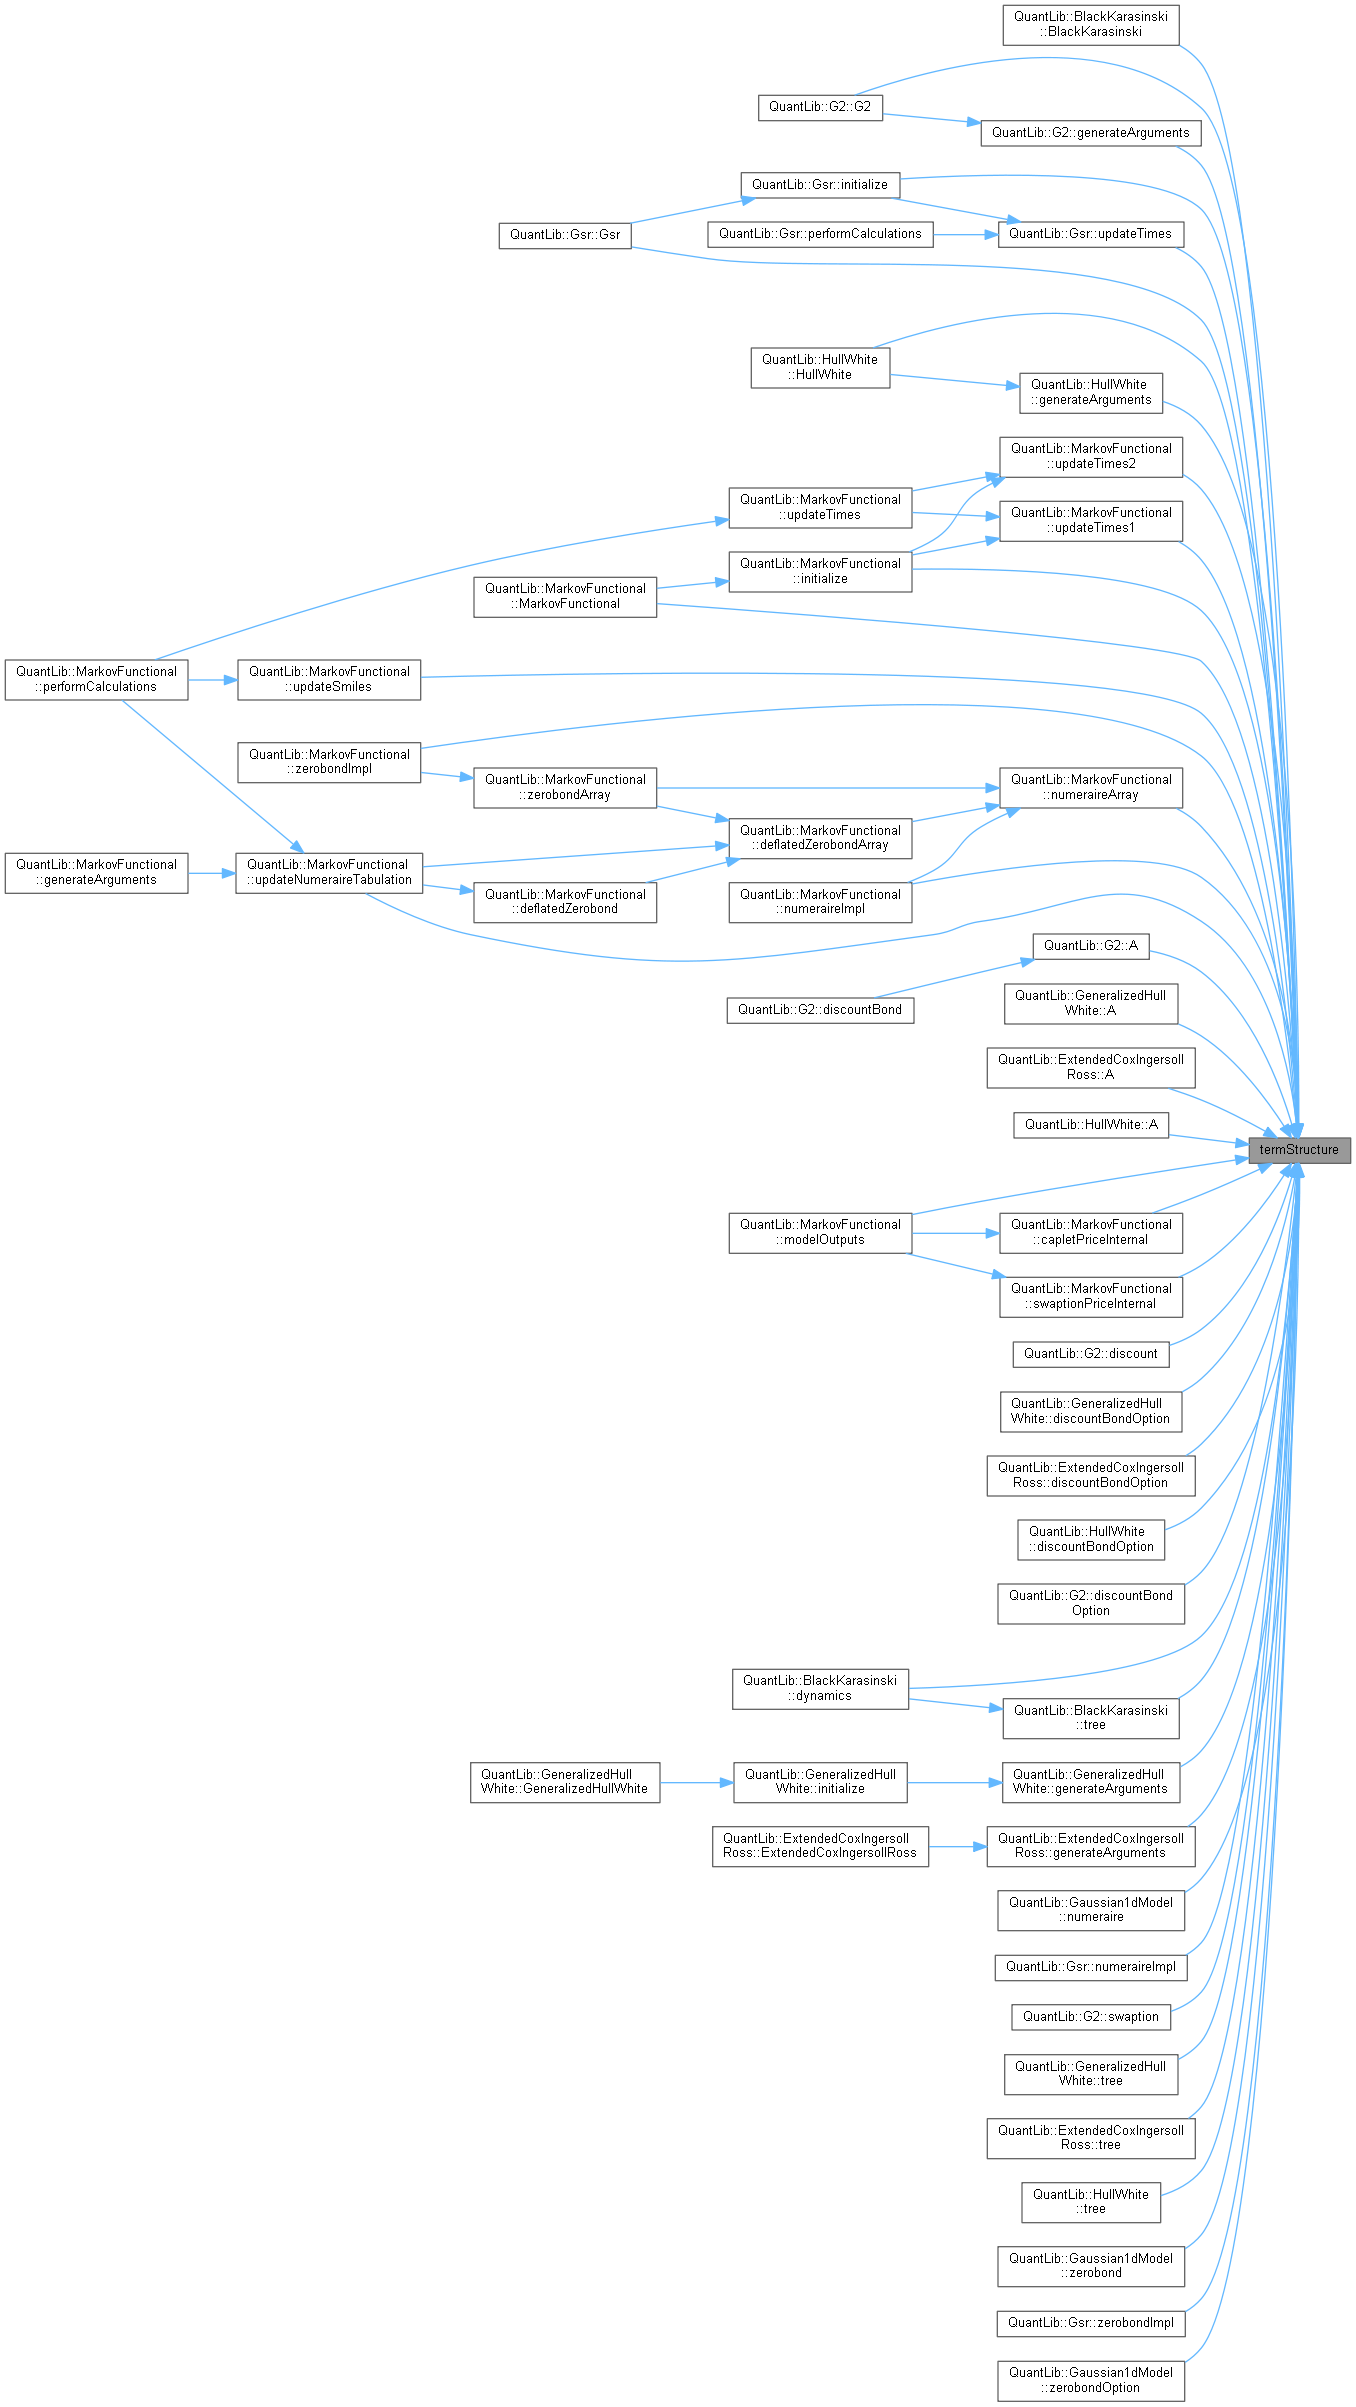 QuantLib::BlackKarasinski
::BlackKarasinski
QuantLib::G2::G2
QuantLib::G2::generateArguments
QuantLib::Gsr::initialize
QuantLib::Gsr::Gsr
QuantLib::Gsr::performCalculations
QuantLib::Gsr::updateTimes
QuantLib::HullWhite
::HullWhite
QuantLib::HullWhite
::generateArguments
QuantLib::MarkovFunctional
::updateTimes2
QuantLib::MarkovFunctional
::updateTimes
QuantLib::MarkovFunctional
::updateTimes1
QuantLib::MarkovFunctional
::initialize
QuantLib::MarkovFunctional
::MarkovFunctional
QuantLib::MarkovFunctional
::performCalculations
QuantLib::MarkovFunctional
::updateSmiles
QuantLib::MarkovFunctional
::zerobondImpl
QuantLib::MarkovFunctional
::zerobondArray
QuantLib::MarkovFunctional
::numeraireArray
QuantLib::MarkovFunctional
::deflatedZerobondArray
QuantLib::MarkovFunctional
::generateArguments
QuantLib::MarkovFunctional
::updateNumeraireTabulation
QuantLib::MarkovFunctional
::deflatedZerobond
QuantLib::MarkovFunctional
::numeraireImpl
QuantLib::G2::A
QuantLib::G2::discountBond
QuantLib::GeneralizedHull
White::A
QuantLib::ExtendedCoxIngersoll
Ross::A
QuantLib::HullWhite::A
termStructure
QuantLib::MarkovFunctional
::modelOutputs
QuantLib::MarkovFunctional
::capletPriceInternal
QuantLib::MarkovFunctional
::swaptionPriceInternal
QuantLib::G2::discount
QuantLib::GeneralizedHull
White::discountBondOption
QuantLib::ExtendedCoxIngersoll
Ross::discountBondOption
QuantLib::HullWhite
::discountBondOption
QuantLib::G2::discountBond
Option
QuantLib::BlackKarasinski
::dynamics
QuantLib::BlackKarasinski
::tree
QuantLib::GeneralizedHull
White::GeneralizedHullWhite
QuantLib::GeneralizedHull
White::initialize
QuantLib::GeneralizedHull
White::generateArguments
QuantLib::ExtendedCoxIngersoll
Ross::ExtendedCoxIngersollRoss
QuantLib::ExtendedCoxIngersoll
Ross::generateArguments
QuantLib::Gaussian1dModel
::numeraire
QuantLib::Gsr::numeraireImpl
QuantLib::G2::swaption
QuantLib::GeneralizedHull
White::tree
QuantLib::ExtendedCoxIngersoll
Ross::tree
QuantLib::HullWhite
::tree
QuantLib::Gaussian1dModel
::zerobond
QuantLib::Gsr::zerobondImpl
QuantLib::Gaussian1dModel
::zerobondOption